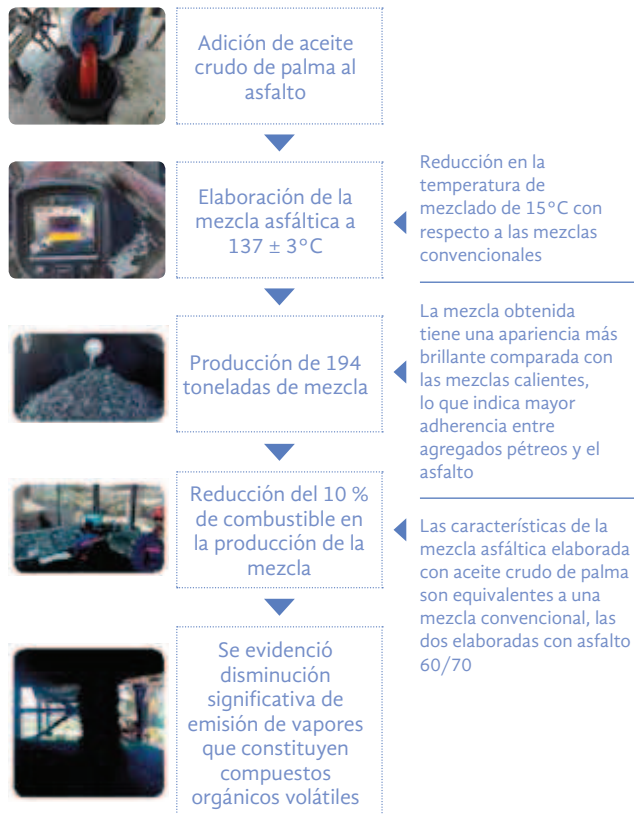 Adición de aceite
crudo de palma al
asfalto
Elaboración de la
mezcla asfáltica a
137 ± 3°C
Reducción en la
temperatura de
mezclado de 15°C con
respecto a las mezclas
convencionales
Producción de 194
toneladas de mezcla
La mezcla obtenida
tiene una apariencia más
brillante comparada con
las mezclas calientes,
lo que indica mayor
adherencia entre
agregados pétreos y el
asfalto
Reducción del 10 %
de combustible en
la producción de la
mezcla
Las características de la
mezcla asfáltica elaborada
con aceite crudo de palma
son equivalentes a una
mezcla convencional, las
dos elaboradas con asfalto
60/70
Se evidenció
disminución
significativa de
emisión de vapores
que constituyen
compuestos
orgánicos volátiles